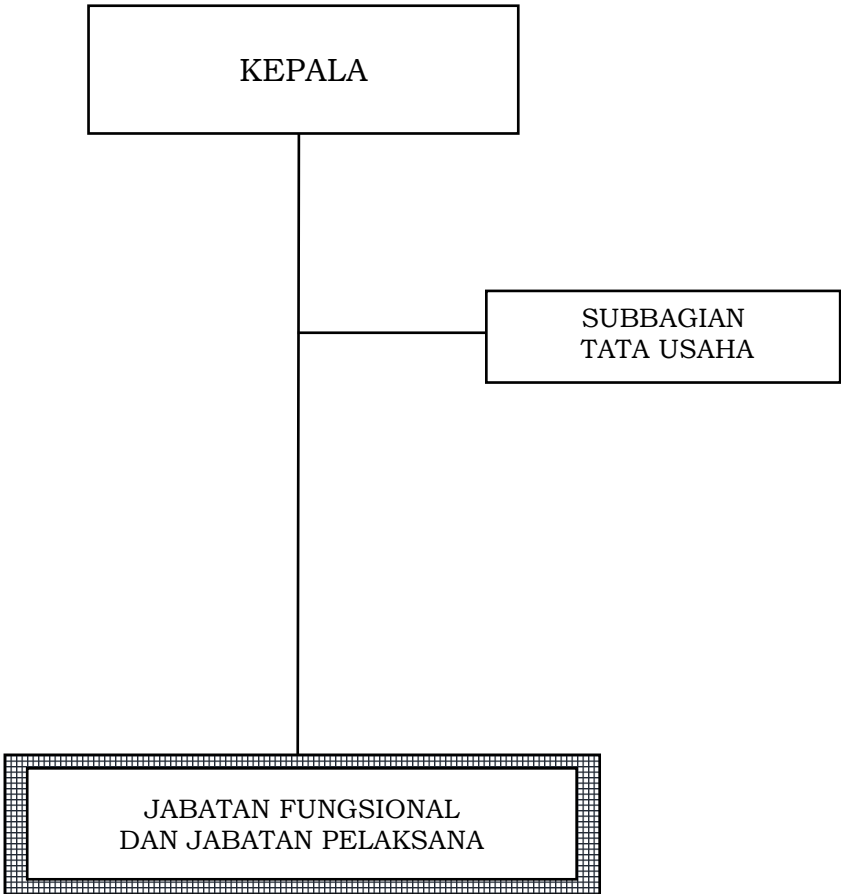 KEPALA
SUBBAGIAN
TATA USAHA
JABATAN FUNGSIONAL
DAN JABATAN PELAKSANA